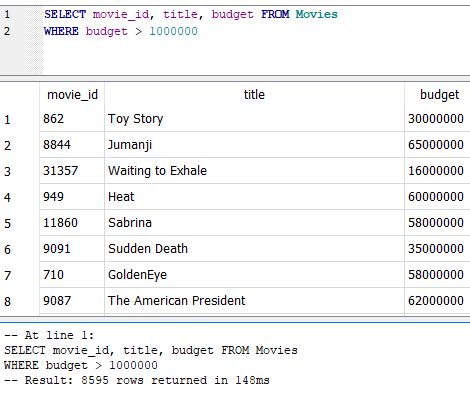 1 SELECT movie_id, title, budget FROM Movies
2 WHERE budget > 1000000
movie_id title budget
1 862 Toy Story 30000000
2 8844 Jumanji 65000000
3 31357 Waiting to Exhale 16000000
4 949 Heat 60000000
5 11860 Sabrina 58000000
6 9091 Sudden Death 35000000
7 710 GoldenEye 58000000
8 9087 The American President 62000000
-- At line 1:
SELECT movie_id, title, budget FROM Movies
WHERE budget > 1000000
-- Result: 8595 rows returned in 148ms